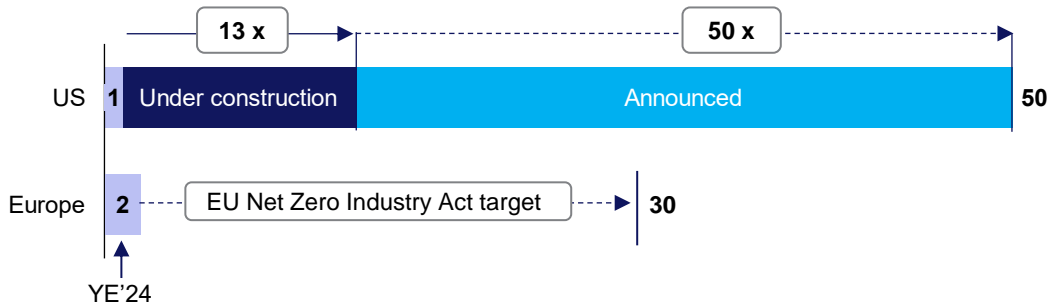 13 x
50 x
US
1
Under construction
Announced
50
Europe
2
EU Net Zero Industry Act target
30
YE’24